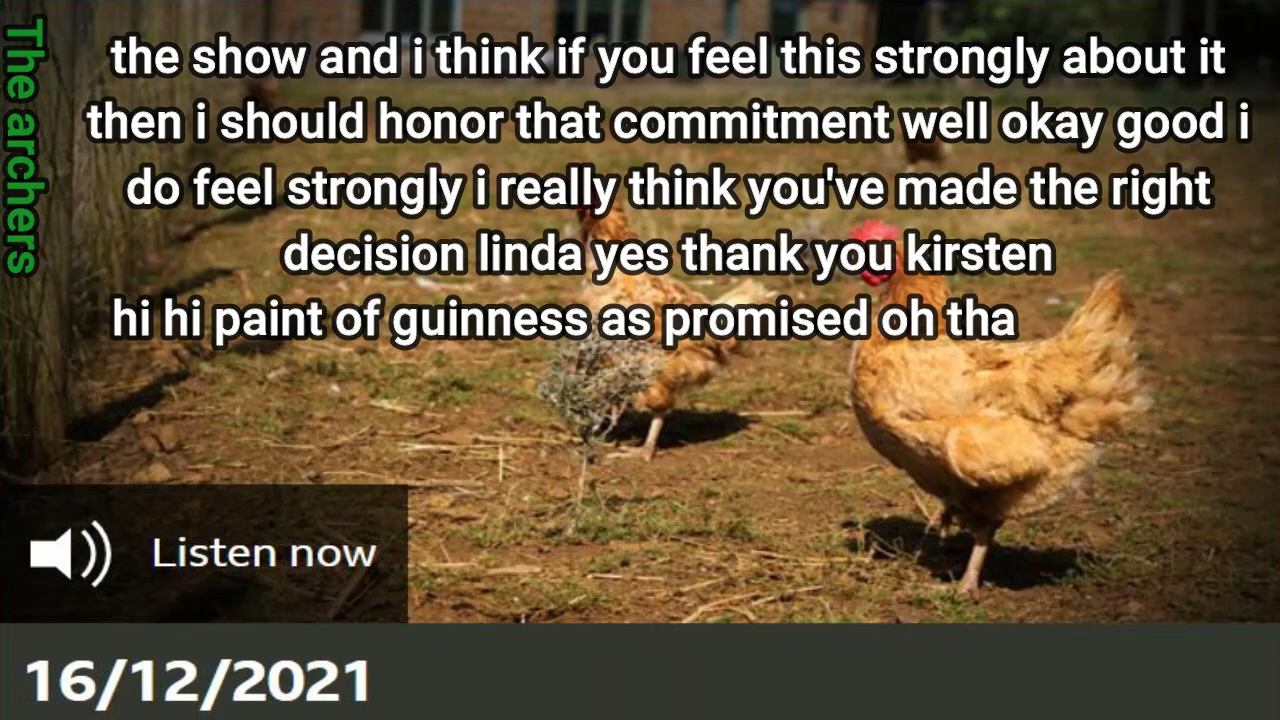 The archers
the show and i think if you feel this strongly about it
then i should honor that commitment well okay good i
do feel strongly i really think you've made the right
decision linda yes thank you kirsten
hi hi paint of guinness as promised oh tha
Listen now
16/12/2021